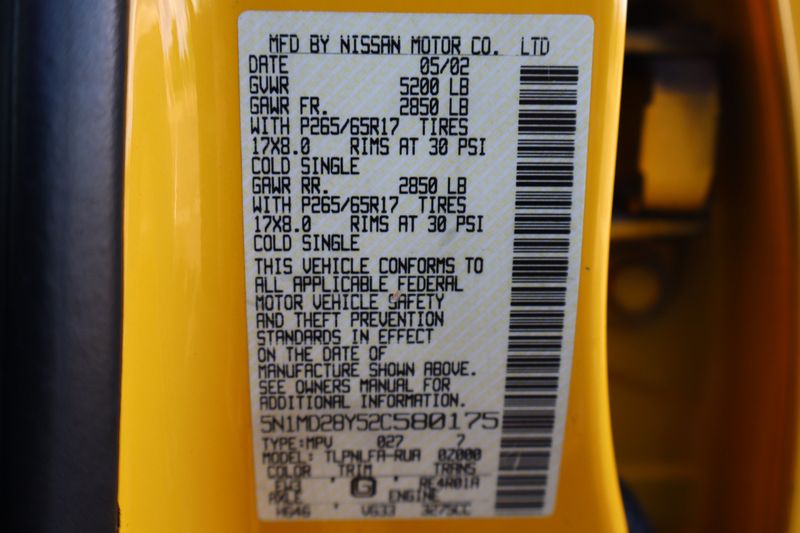 MFD BY NISSAN MOTOR CO. LTD
DATE 05/02
GVWR 5200 LB
GAWR FR. 2850 LB
WITH P265/65R17 TIRES
17X8.0 RIMS AT 30 PSI
COLD SINGLE
GAWR RR. 2850 LB
WITH P265/65R17 TIRES
17X8.0 RIMS AT 30 PSI
COLD SINGLE
THIS VEHICLE CONFORMS TO
ALL APPLICABLE FEDERAL
MOTOR VEHICLE SAFETY
AND THEFT PREVENTION
STANDARDS IN EFFECT
ON THE DATE OF
MANUFACTURE SHOWN ABOVE.
SEE OWNERS MANUAL FOR
ADDITIONAL INFORMATION.
5N1MD28Y52C580175
TYPE:MPV 027 7
MODEL: TLPNLFA-RUA 0Z000
COLOR TRIM TRANS
EW3 G RE4R01A
AXLE ENGINE
HG46 VG33 3275CC